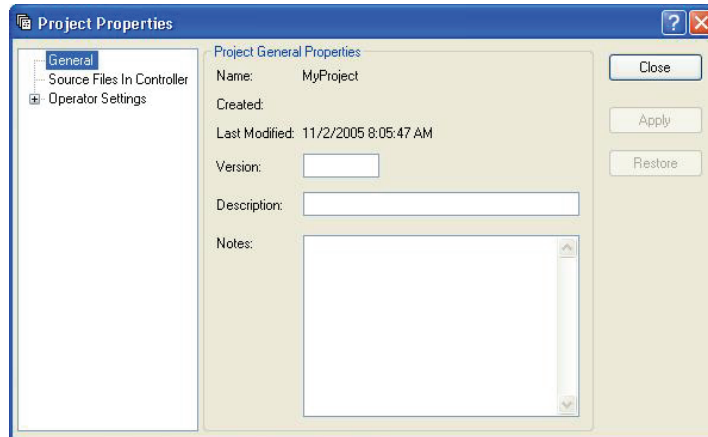 Project Properties
General
Source Files In Controller
Operator Settings
Project General Properties
Name: MyProject
Created:
Last Modified: 11/2/2005 8:05:47 AM
Version:
Description:
Notes:
Close
Apply
Restore